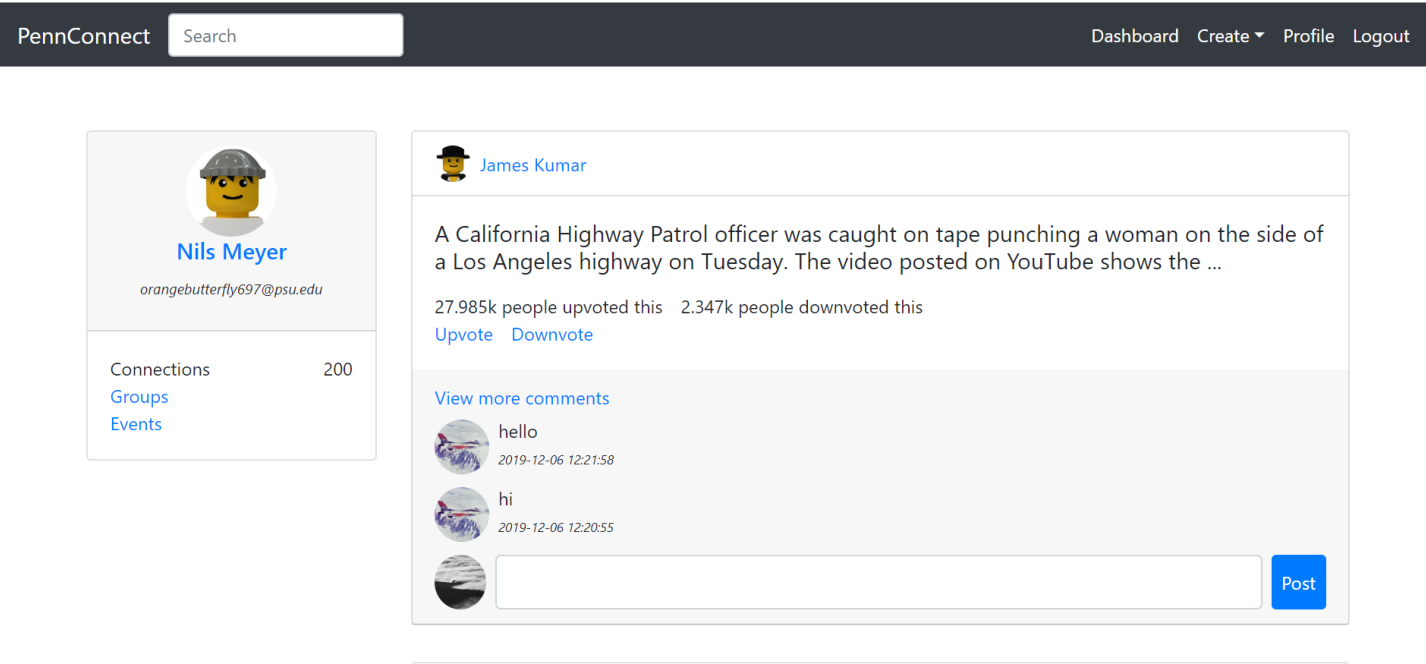 PennConnect Search Dashboard Create Profile Logout
Nils Meyer
orangebutterfly697@psu.edu
Connections 200
Groups
Events
James Kumar
A California Highway Patrol officer was caught on tape punching a woman on the side of
a Los Angeles highway on Tuesday. The video posted on YouTube shows the ...
27.985k people upvoted this 2.347k people downvoted this
Upvote Downvote
View more comments
hello
2019-12-06 12:21:58
hi
2019-12-06 12:20:55
Post